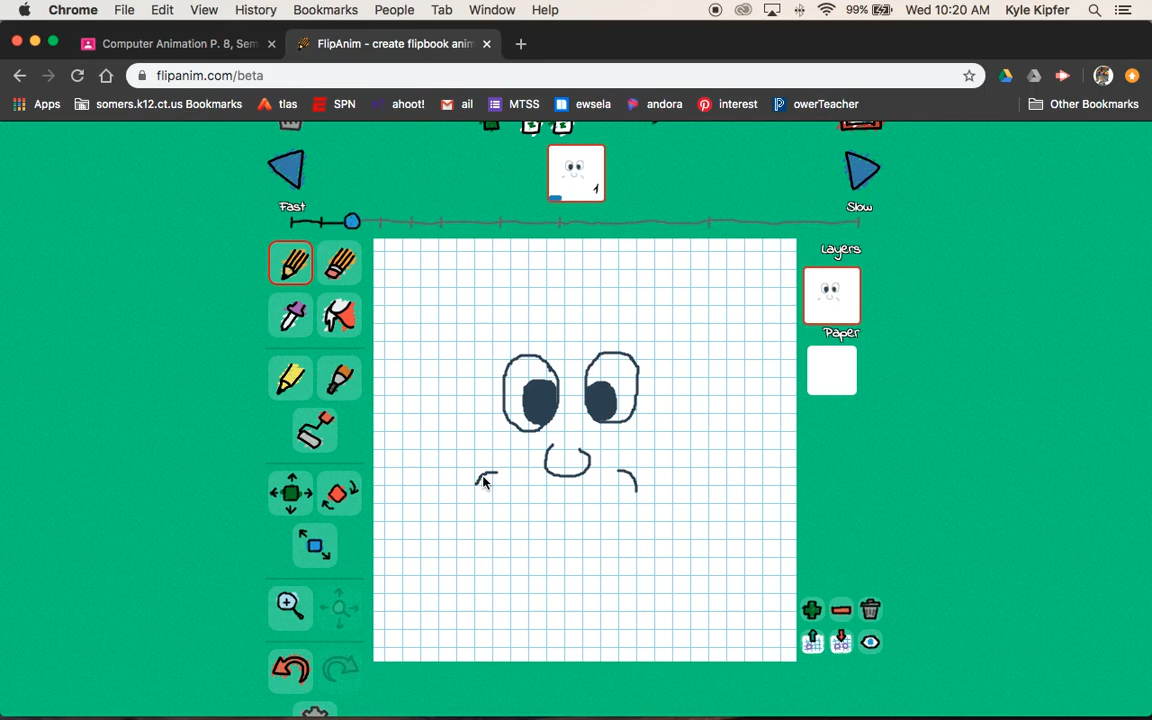 Chrome File Edit View History Bookmarks People Tab Window Help 99% Wed 10:20 AM Kyle Kipfer
Computer Animation P. 8, Sem
FlipAnim - create flipbook anim
flipanim.com/beta
Apps somers.k12.ct.us Bookmarks tlas SPN ahoot! ail MTSS ewsela andora interest owerTeacher Other Bookmarks
1
Fast Slow
Layers
Paper